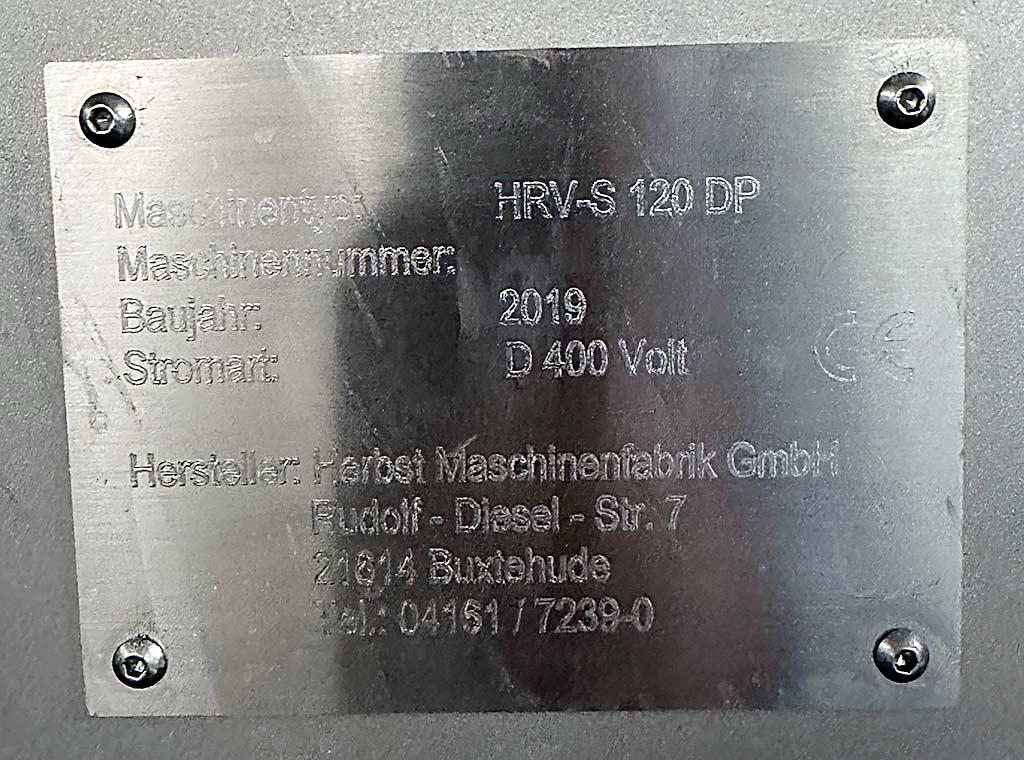 Maschinentyp: HRV-S 120 DP
Maschinennummer:
Baujahr: 2019
Stromart: D 400 Volt
CE
Hersteller: Herbst Maschinenfabrik GmbH
Rudolf - Diesel - Str. 7
21614 Buxtehude
Tel.: 04161 / 7239-0